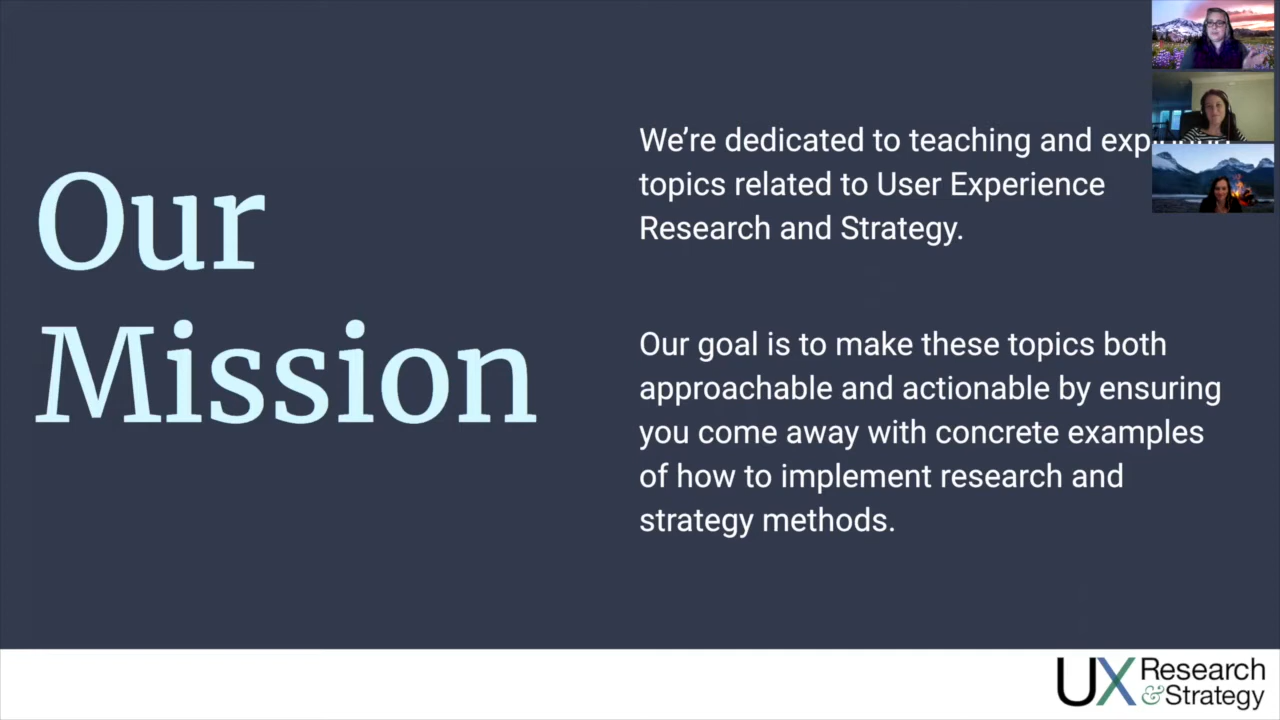 Our
Mission
We’re dedicated to teaching and
topics related to User Experience
Research and Strategy.
Our goal is to make these topics both
approachable and actionable by ensuring
you come away with concrete examples
of how to implement research and
strategy methods.
UX Research
&Strategy